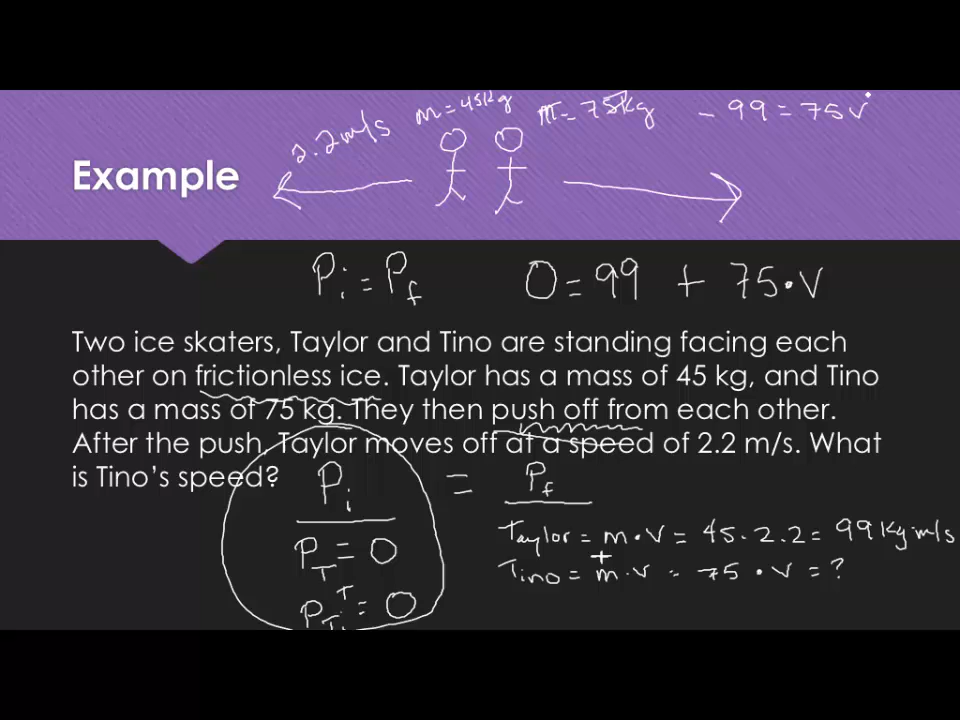 2.2m/s m=45kg m=75kg -99=75v
Example
Pi=Pf 0=99 + 75·v
Two ice skaters, Taylor and Tino are standing facing each
other on frictionless ice. Taylor has a mass of 45 kg, and Tino
has a mass of 75 kg. They then push off from each other.
After the push, Taylor moves off at a speed of 2.2 m/s. What
is Tino's speed?
Pi = Pf
Taylor = m·v = 45·2.2 = 99 kg m/s
PT = 0
+
Tino = m·v = 75·v = ?
+
PTi = 0